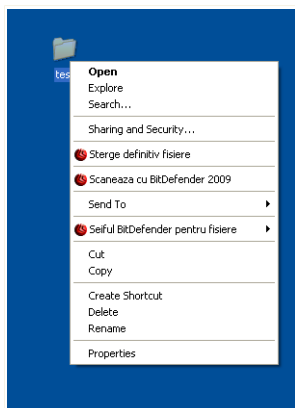 tes
Open
Explore
Search...
Sharing and Security...
Sterge definitiv fisiere
Scaneaza cu BitDefender 2009
Send To
Seiful BitDefender pentru fisiere
Cut
Copy
Create Shortcut
Delete
Rename
Properties